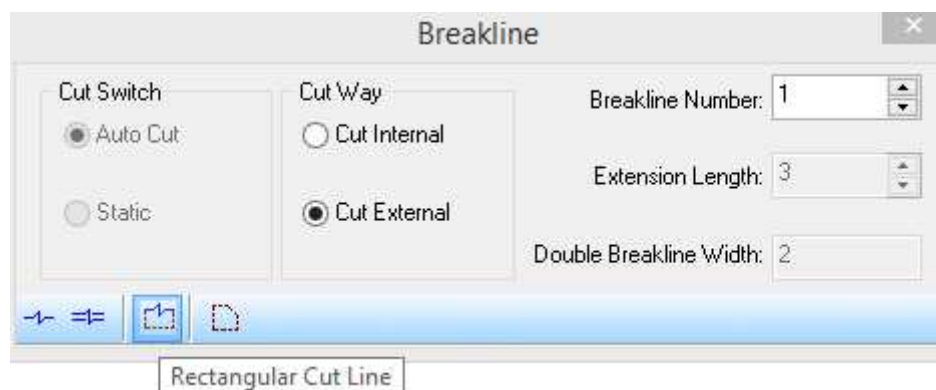 Breakline
Cut Switch
Auto Cut
Static
Cut Way
Cut Internal
Cut External
Breakline Number: 1
Extension Length: 3
Double Breakline Width: 2
Rectangular Cut Line